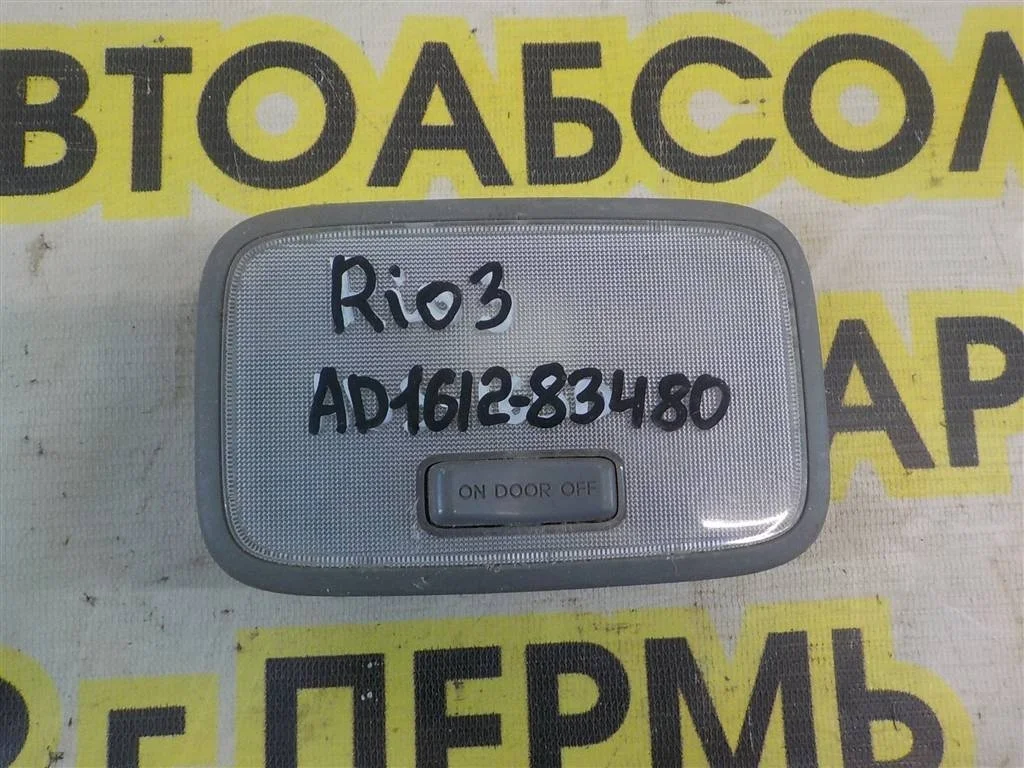 ВТОАБСОЛ
Rio3
AD1612-83480
АР
ON DOOR OFF
г. ПЕРМЬ